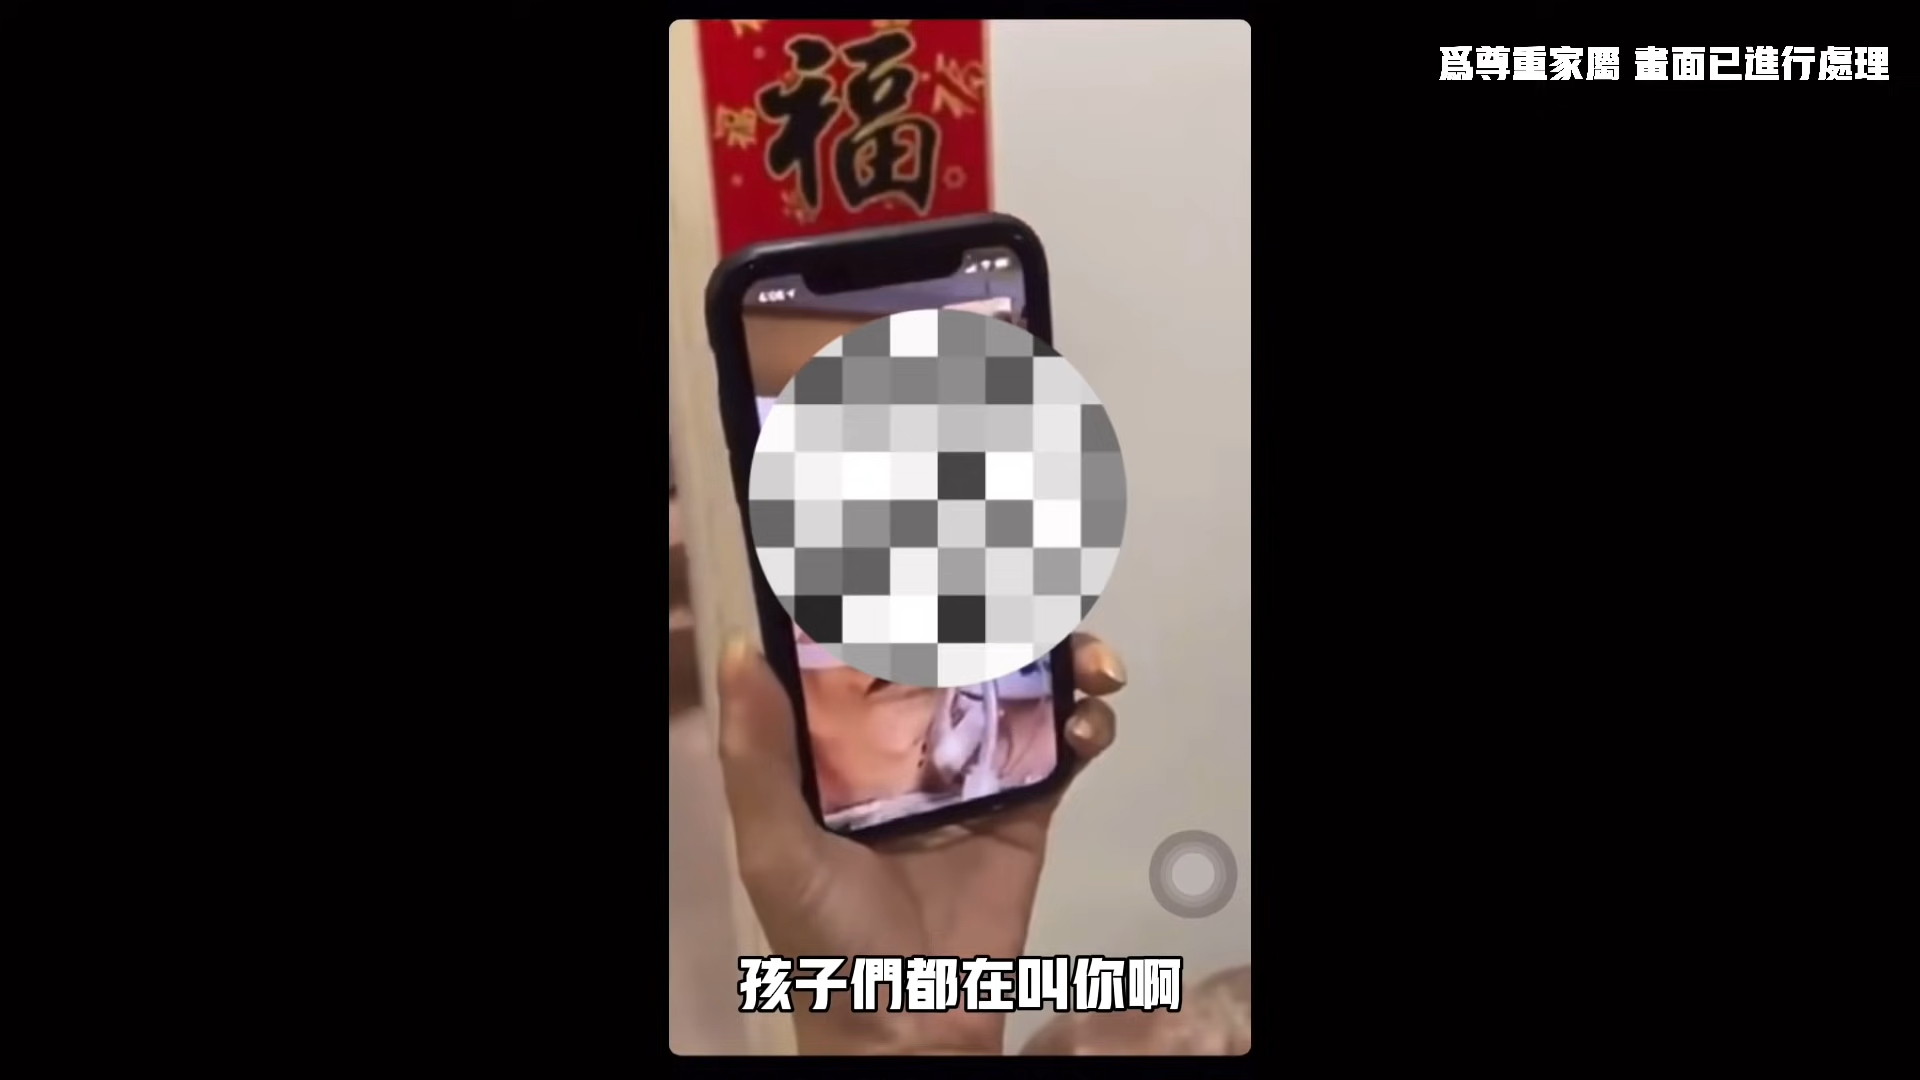 爲尊重家屬 畫面已進行處理
福
孩子們都在叫你啊